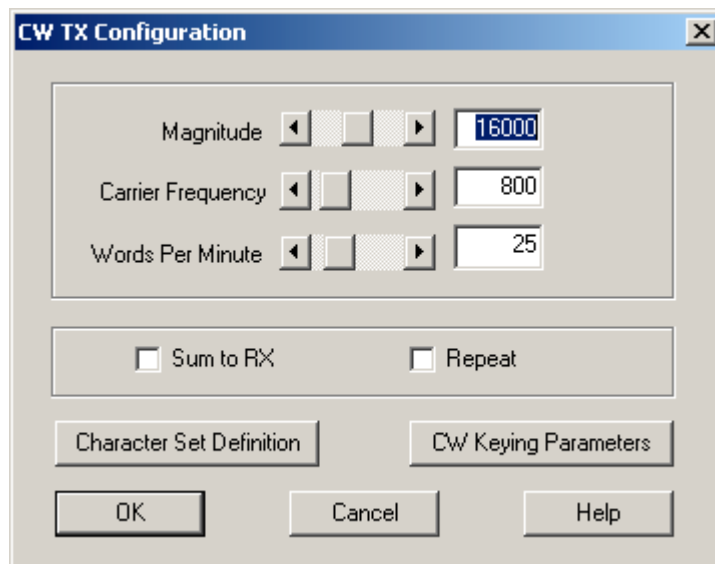 CW TX Configuration
Magnitude 16000
Carrier Frequency 800
Words Per Minute 25
Sum to RX Repeat
Character Set Definition CW Keying Parameters
OK Cancel Help